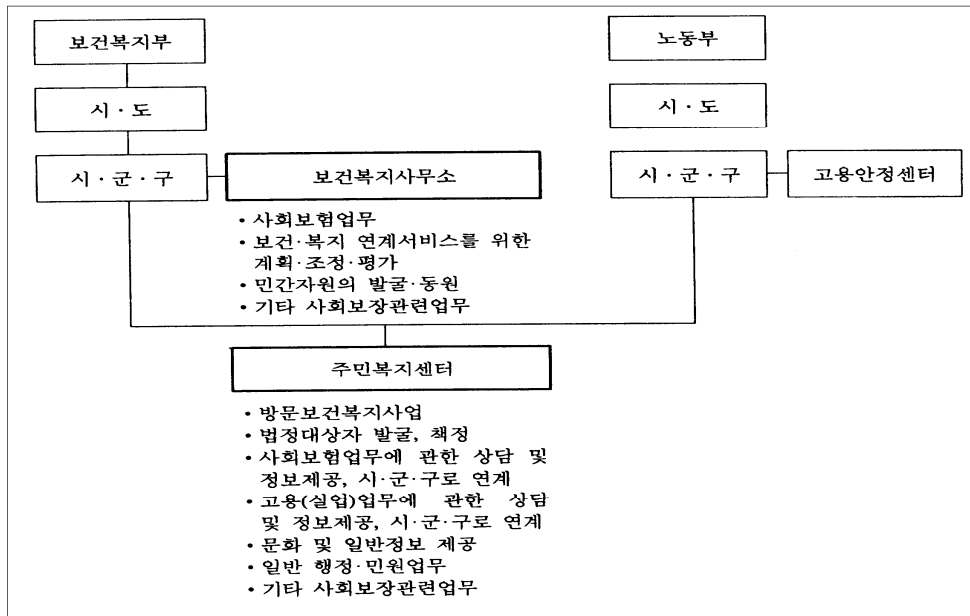 보건복지부
노동부
시·도
시·도
시·군·구
보건복지사무소
시·군·구
고용안정센터
• 사회보험업무
• 보건·복지 연계서비스를 위한
계획·조정·평가
• 민간자원의 발굴·동원
• 기타 사회보장관련업무
주민복지센터
• 방문보건복지사업
• 법정대상자 발굴, 책정
• 사회보험업무에 관한 상담 및
정보제공, 시·군·구로 연계
• 고용(실업)업무에 관한 상담
및 정보제공, 시·군·구로 연계
• 문화 및 일반정보 제공
• 일반 행정·민원업무
• 기타 사회보장관련업무